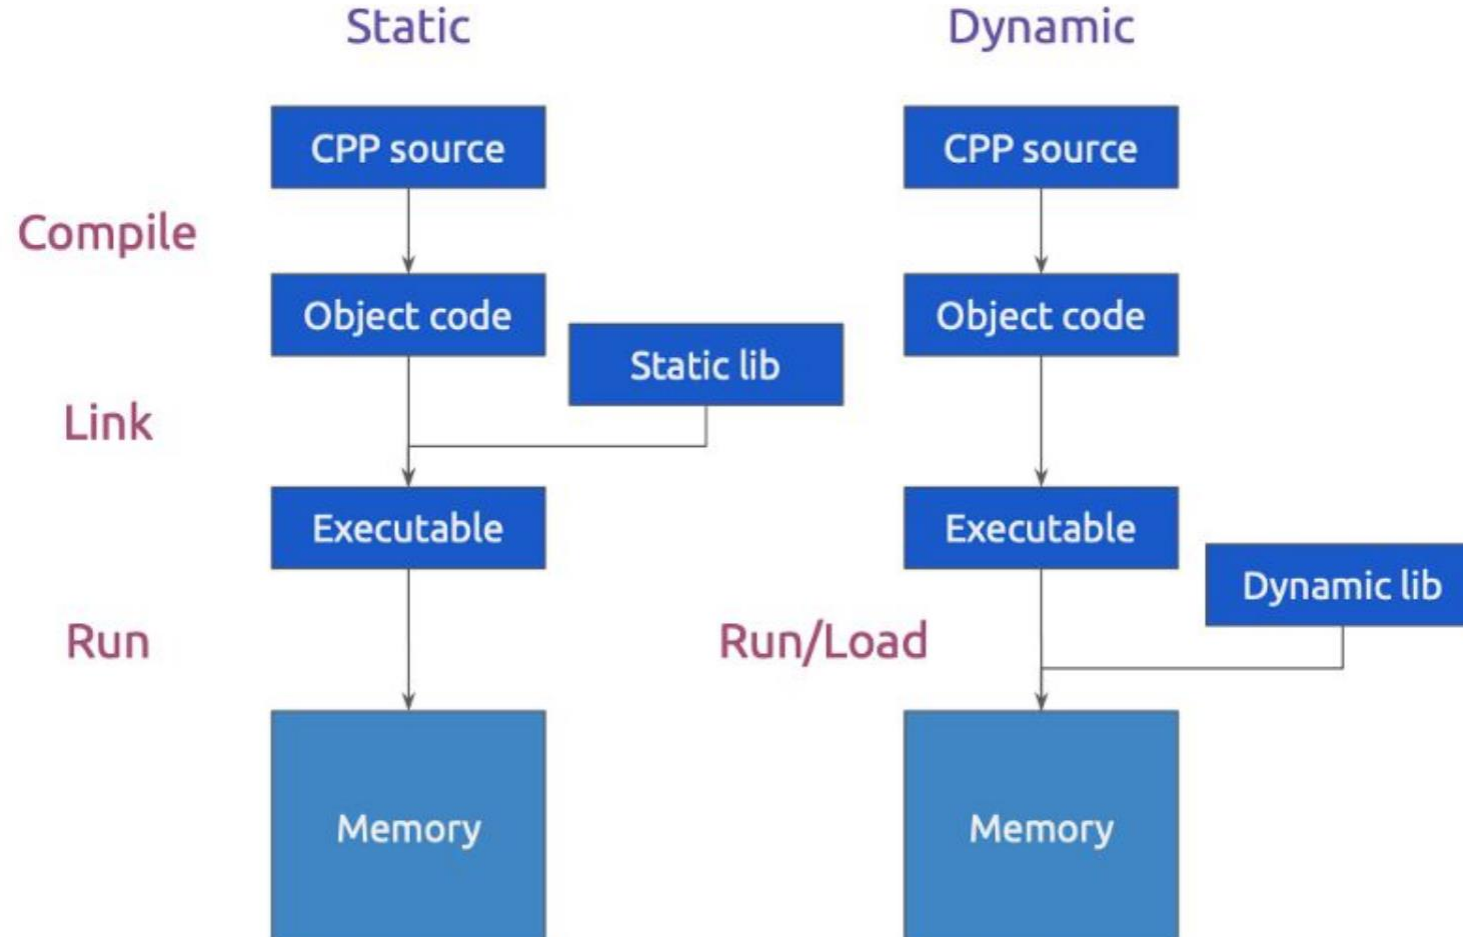 Static
Dynamic
CPP source
CPP source
Compile
Object code
Object code
Static lib
Link
Executable
Executable
Dynamic lib
Run
Run/Load
Memory
Memory